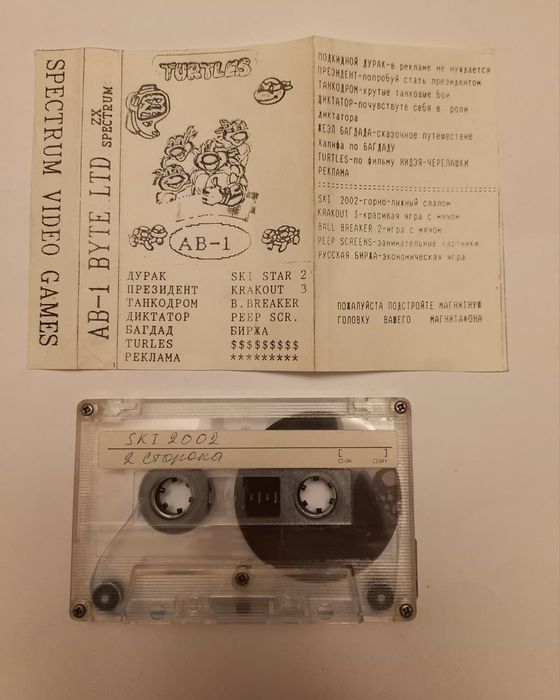 SPECTRUM VIDEO GAMES
AB-1 BYTE LTD ZX SPECTRUM
TURTLES
AB-1
ДУРАК SKI STAR 2
ПРЕЗИДЕНТ KRAKOUT 3
ТАНКОДРОМ B.BREAKER
ДИКТАТОР PEEP SCR.
БАГДАД БИРЖА
TURLES $$$$$$$$$
РЕКЛАМА *********
ПОДКИДНОЙ ДУРАК-в рекламе не нуждается
ПРЕЗИДЕНТ-попробуй стать президентом
ТАНКОДРОМ-крутые танковые бои
ДИКТАТОР-почувствуте себя в роли
диктатора
БАГДАДА-сказочное путешествие
Халифа по БАГДАДУ
TURTLES-по фильму НИДЗЯ-ЧЕРЕПАШКИ
РЕКЛАМА
SKI 2002-горно-лыжный слалом
KRAKOUT 3-красивая игра с мячом
BALL BREAKER 2-игра с мячом
PEEP SCREENS-занимательные картинки
РУССКАЯ БИРЖА-экономическая игра
ПОЖАЛУЙСТА ПОДСТРОЙТЕ МАГНИТНУЮ
ГОЛОВКУ ВАШЕГО МАГНИТАФОНА
SKI 2002
2 сторона
ON OFF